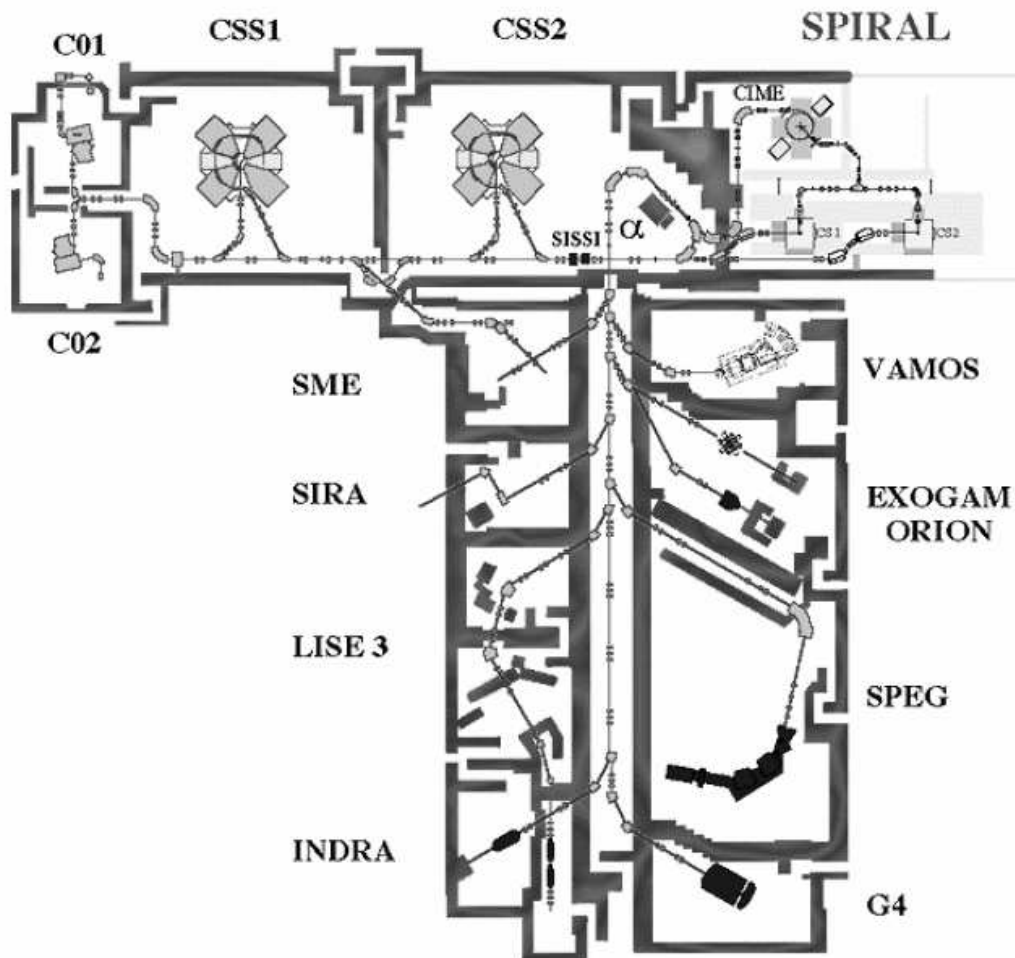 SPIRAL
CSS1
CSS2
C01
CIME
α
SISSI
CS1
CS2
C02
SME
VAMOS
SIRA
EXOGAM
ORION
LISE 3
SPEG
INDRA
G4